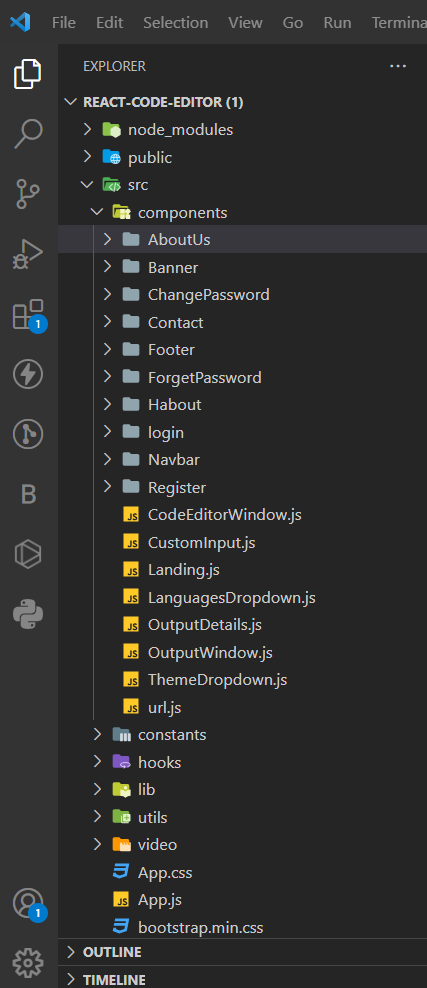 File Edit Selection View Go Run Termina
EXPLORER
REACT-CODE-EDITOR (1)
node_modules
public
src
components
AboutUs
Banner
ChangePassword
Contact
Footer
ForgetPassword
Habout
login
Navbar
Register
JS CodeEditorWindow.js
JS CustomInput.js
JS Landing.js
JS LanguagesDropdown.js
JS OutputDetails.js
JS OutputWindow.js
JS ThemeDropdown.js
JS url.js
constants
hooks
lib
utils
video
App.css
JS App.js
bootstrap.min.css
OUTLINE
TIMELINE
1
B
1